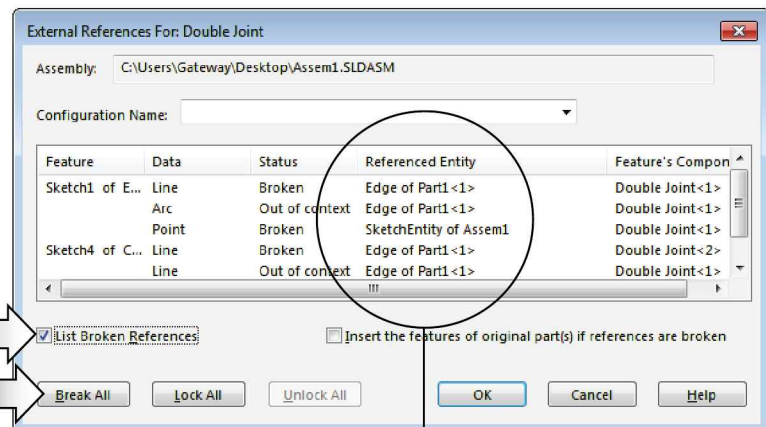 External References For: Double Joint
Assembly: C:\Users\Gateway\Desktop\Assem1.SLDASM
Configuration Name:
Feature Data Status Referenced Entity Feature's Compon
Sketch1 of E... Line Broken Edge of Part1<1> Double Joint<1>
Arc Out of context Edge of Part1<1> Double Joint<1>
Point Broken SketchEntity of Assem1 Double Joint<1>
Sketch4 of C... Line Broken Edge of Part1<1> Double Joint<2>
Line Out of context Edge of Part1<1> Double Joint<1>
List Broken References Insert the features of original part(s) if references are broken
Break All Lock All Unlock All OK Cancel Help